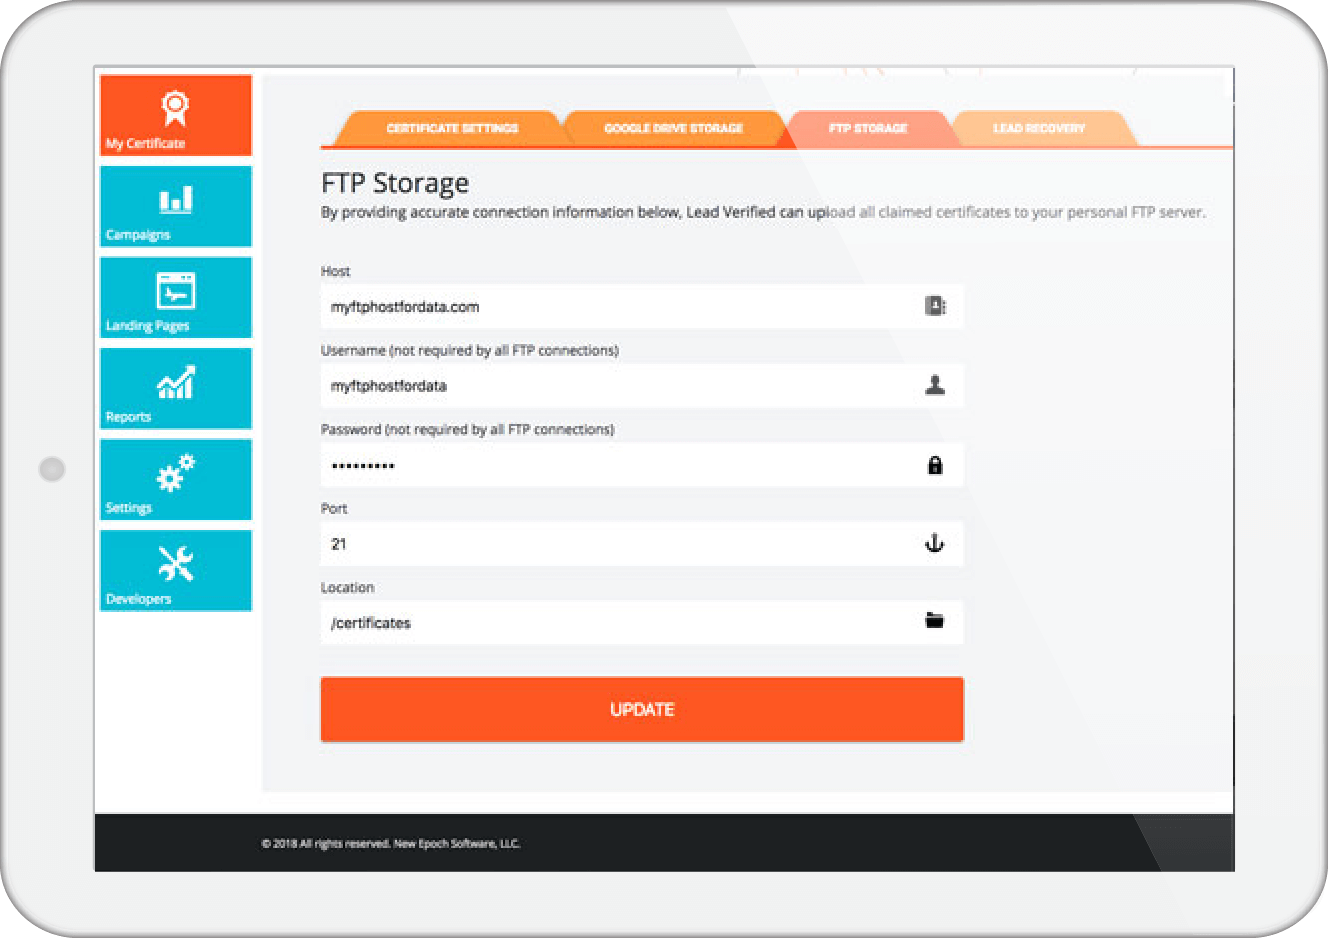 My Certificate
Campaigns
Landing Pages
Reports
Settings
Developers
CERTIFICATE SETTINGS
GOOGLE DRIVE STORAGE
FTP STORAGE
LEAD RECOVERY
FTP Storage
By providing accurate connection information below, Lead Verified can upload all claimed certificates to your personal FTP server.
Host
myftphostfordata.com
Username (not required by all FTP connections)
myftphostfordata
Password (not required by all FTP connections)
•••••••••
Port
21
Location
/certificates
UPDATE
© 2018 All rights reserved. New Epoch Software, LLC.